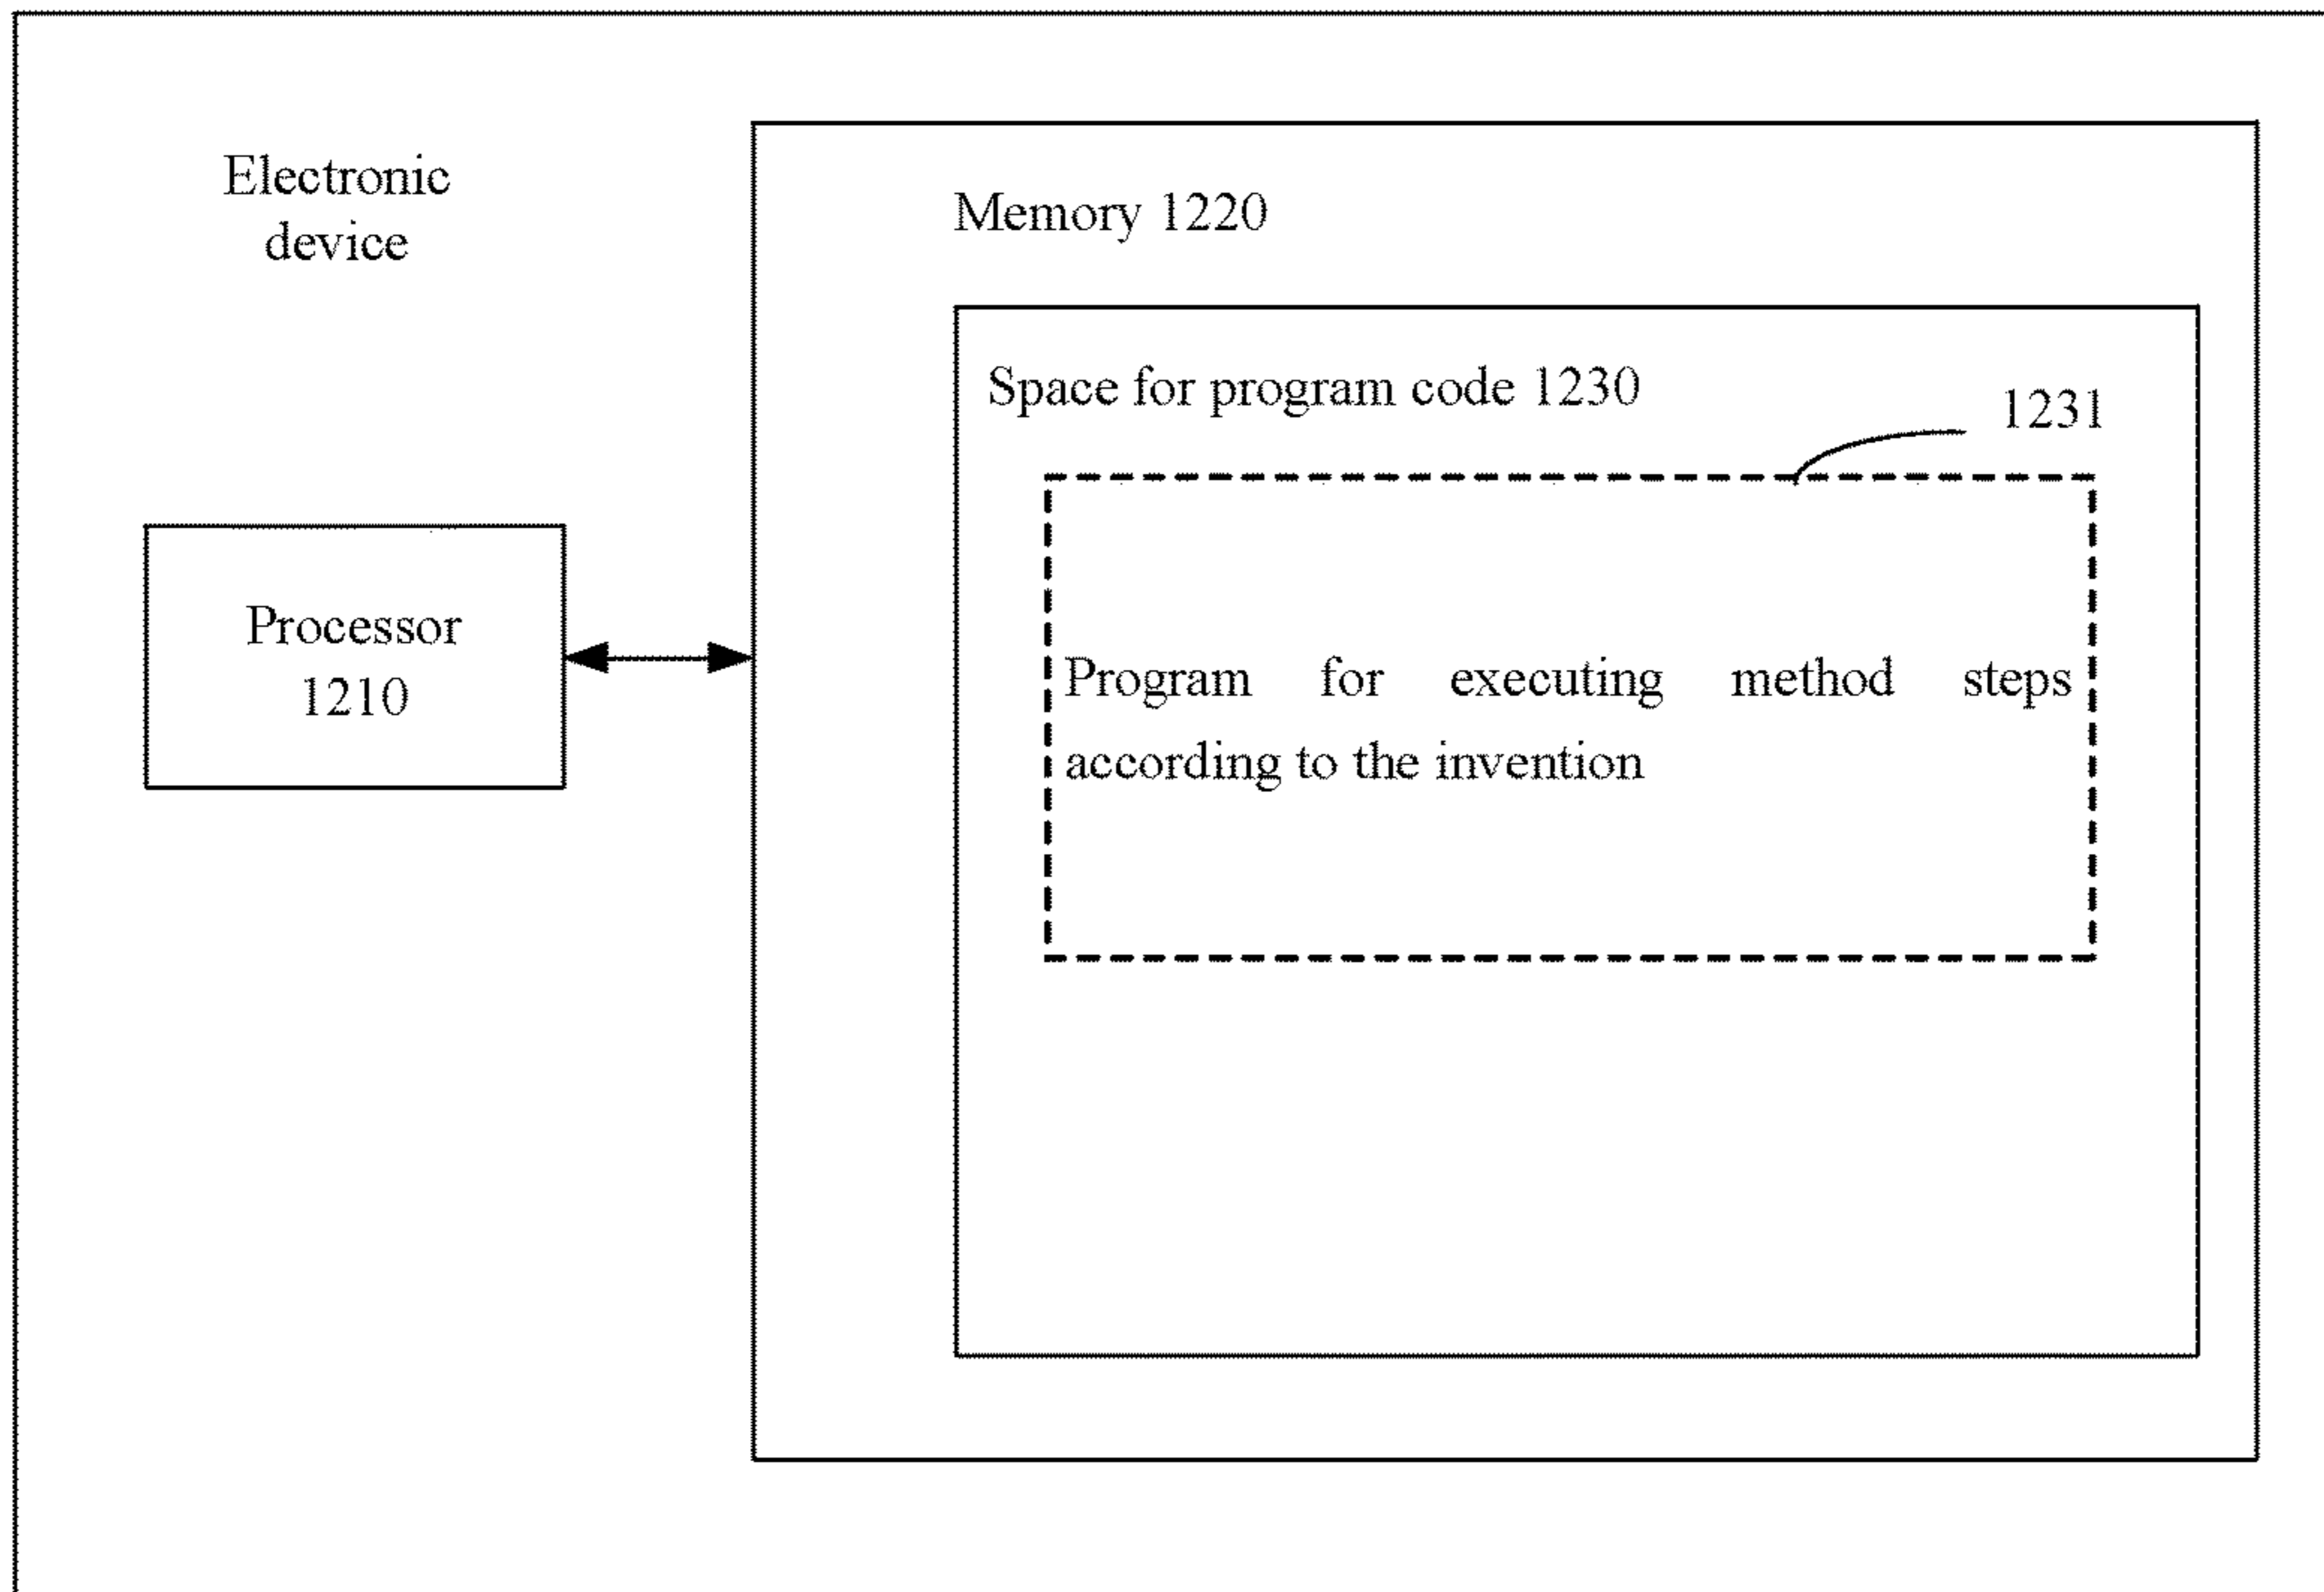 Electronic
device
Memory 1220
Space for program code 1230
1231
Processor
1210
Program for executing method steps
according to the invention